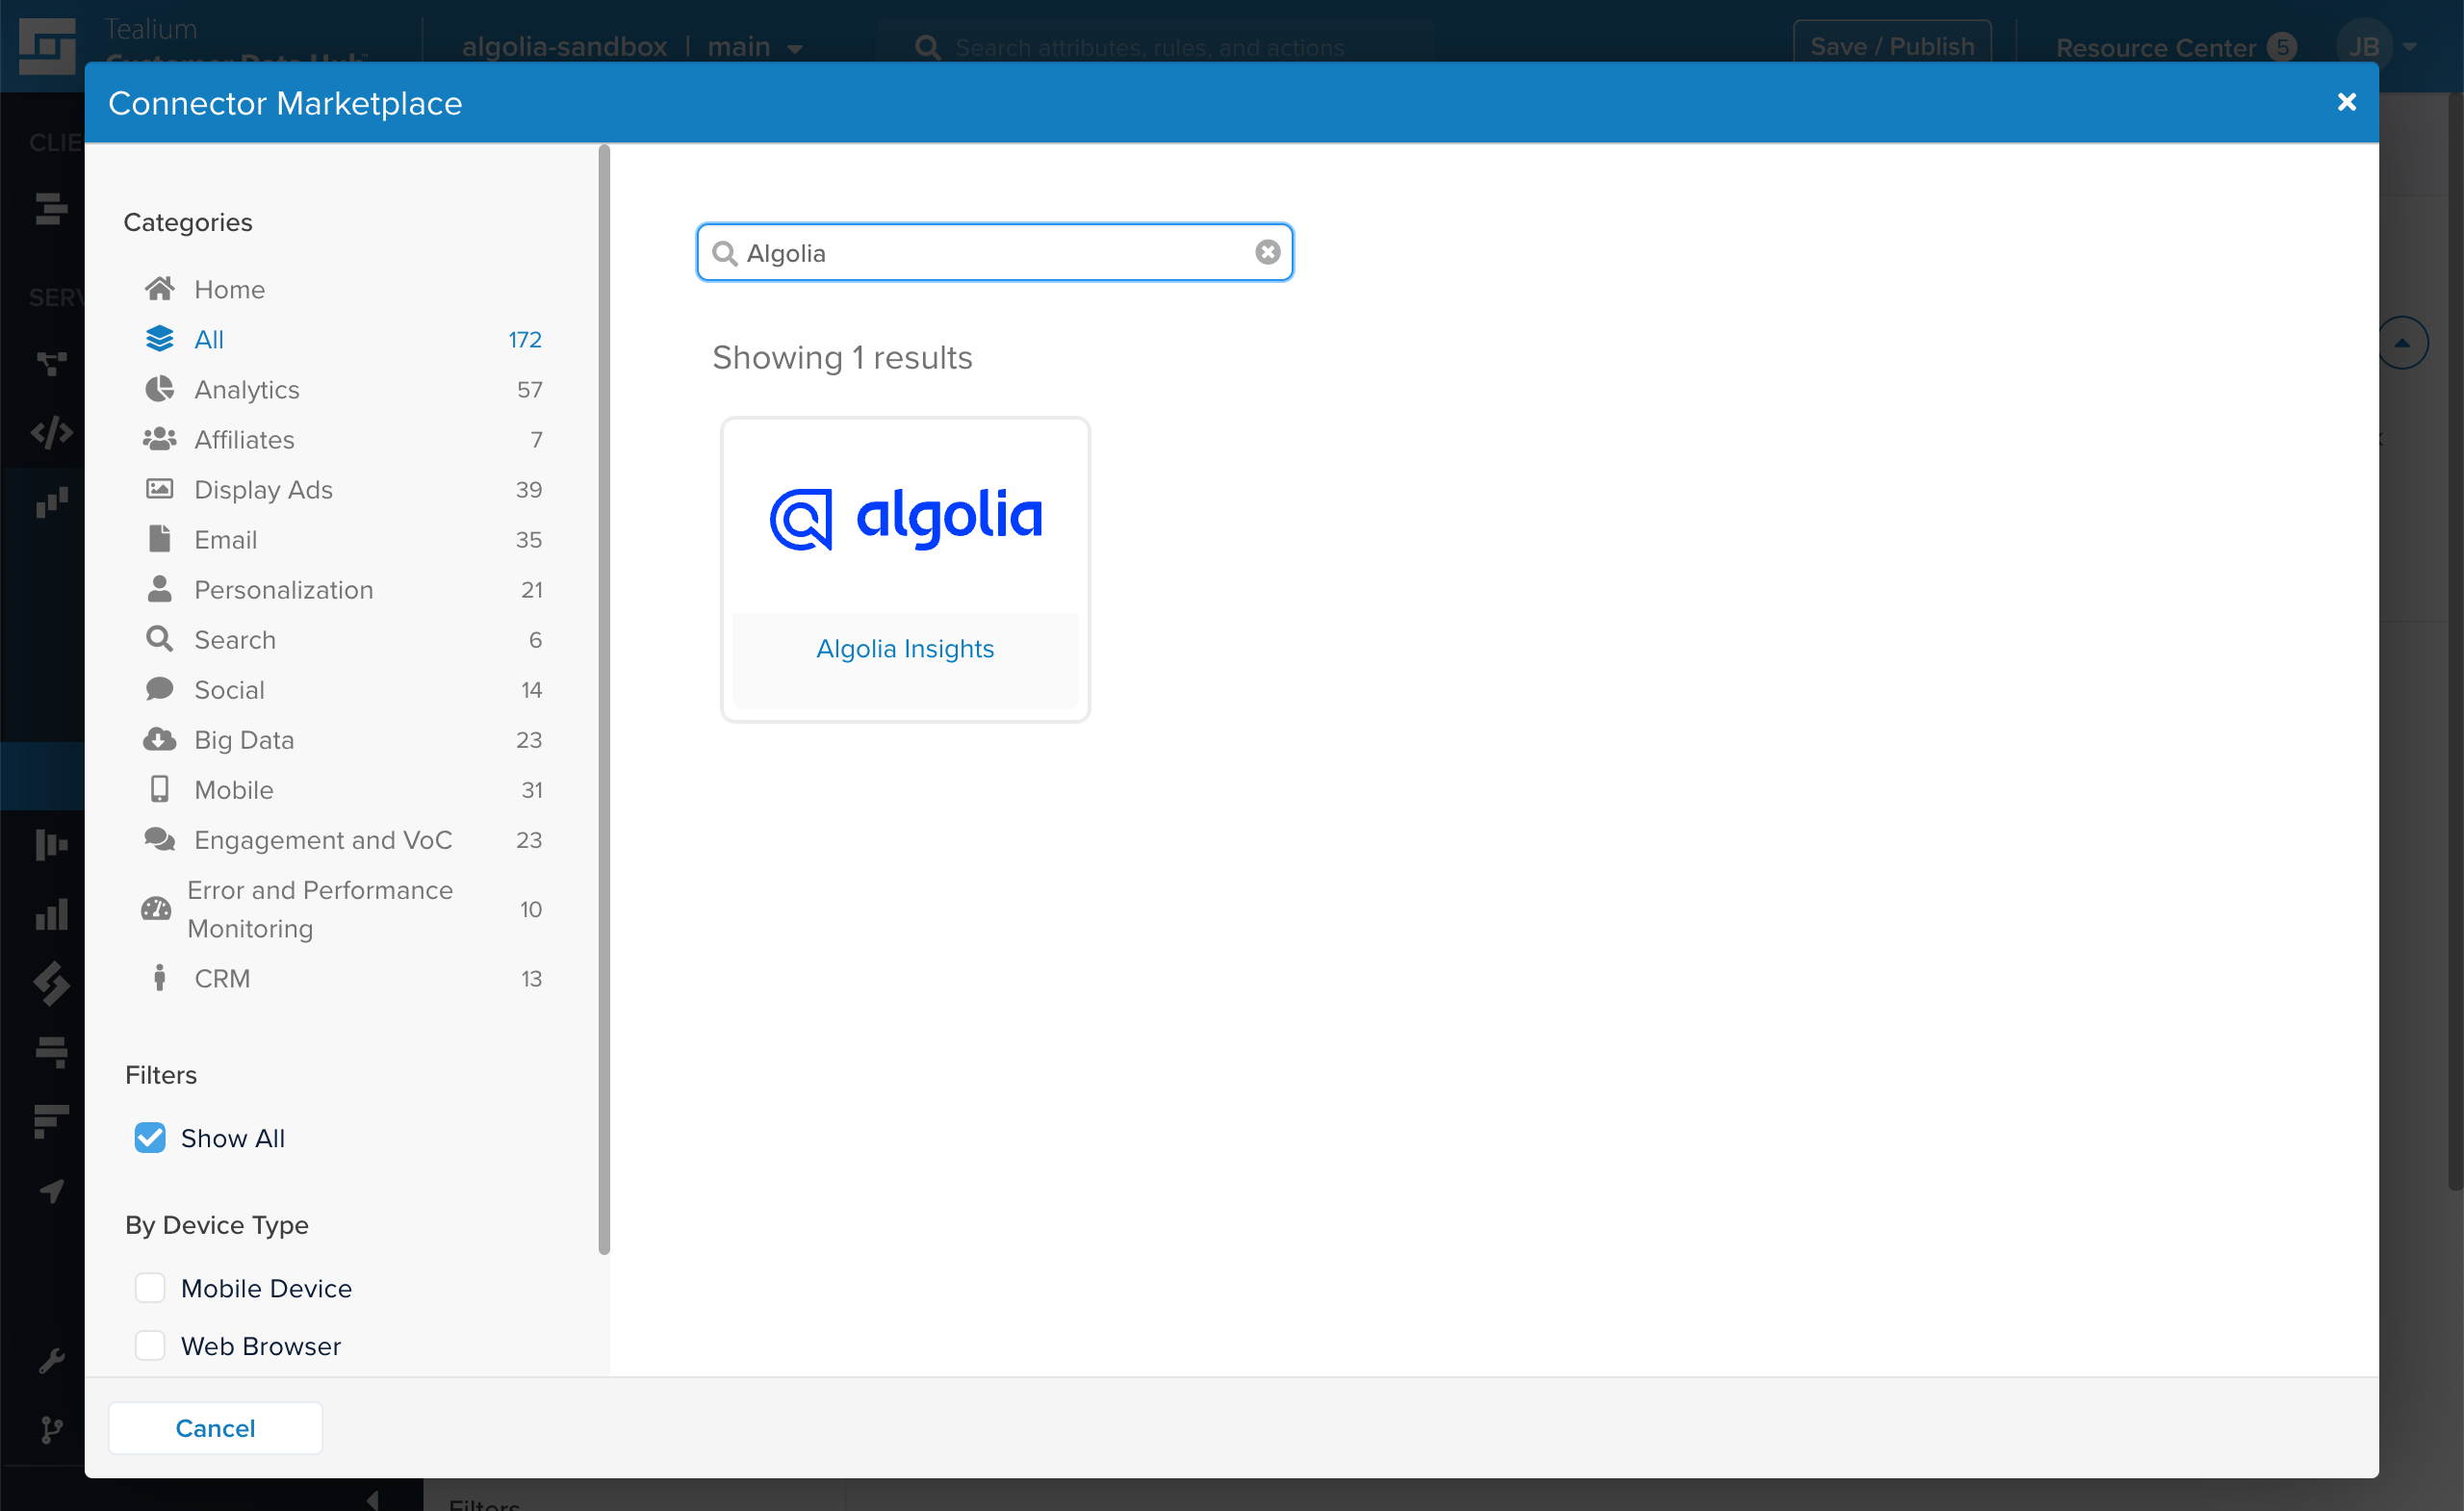 Tealium
Customer Data Hub™
algolia-sandbox | main
Search attributes, rules, and actions
Save / Publish
Resource Center 5
JB
Connector Marketplace
CLIE
SERV
Categories
Home
All 172
Analytics 57
Affiliates 7
Display Ads 39
Email 35
Personalization 21
Search 6
Social 14
Big Data 23
Mobile 31
Engagement and VoC 23
Error and Performance
Monitoring 10
CRM 13
Filters
Show All
By Device Type
Mobile Device
Web Browser
Algolia
Showing 1 results
algolia
Algolia Insights
Cancel
Filters